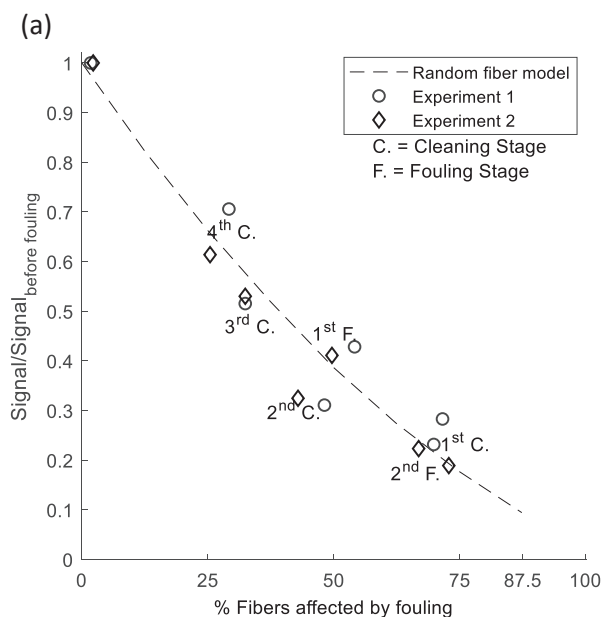 (a)
Random fiber model
Experiment 1
Experiment 2
C. = Cleaning Stage
F. = Fouling Stage
Signal/Signal before fouling
1
0.9
0.8
0.7
0.6
0.5
0.4
0.3
0.2
0.1
0
4th C.
3rd C.
1st F.
2nd C.
1st C.
2nd F.
0 25 50 75 87.5 100
% Fibers affected by fouling